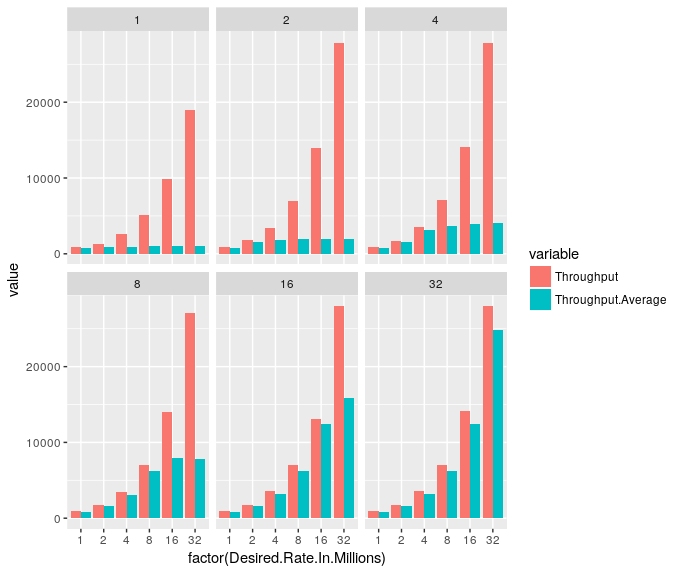 1 2 4
20000
10000
0
8 16 32
20000
10000
0
1 2 4 8 16 32 1 2 4 8 16 32 1 2 4 8 16 32
factor(Desired.Rate.In.Millions)
value
variable
Throughput
Throughput.Average